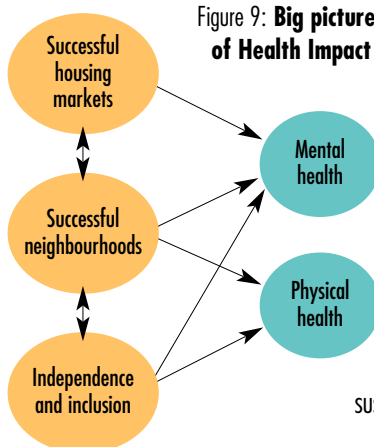 Figure 9: Big picture
of Health Impact
Successful
housing
markets
Mental
health
Successful
neighbourhoods
Physical
health
Independence
and inclusion